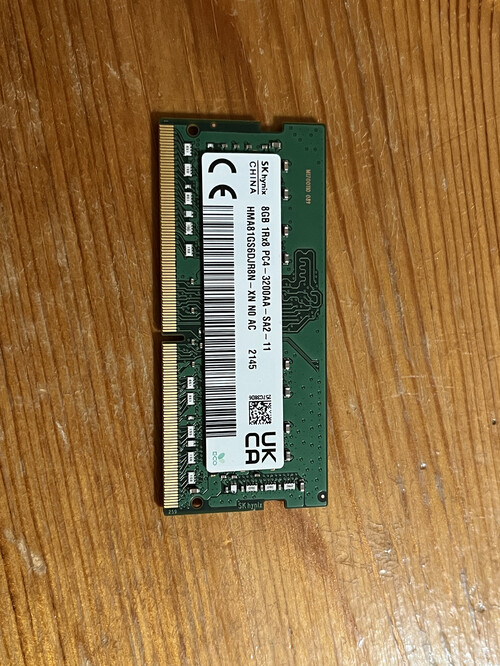 SK hynix
CHINA
8GB 1Rx8 PC4-3200AA-SA2-11
HMA81GS6DJR8N-XN N0 AC
2145
CE
UK
CA
ECO
SK hynix